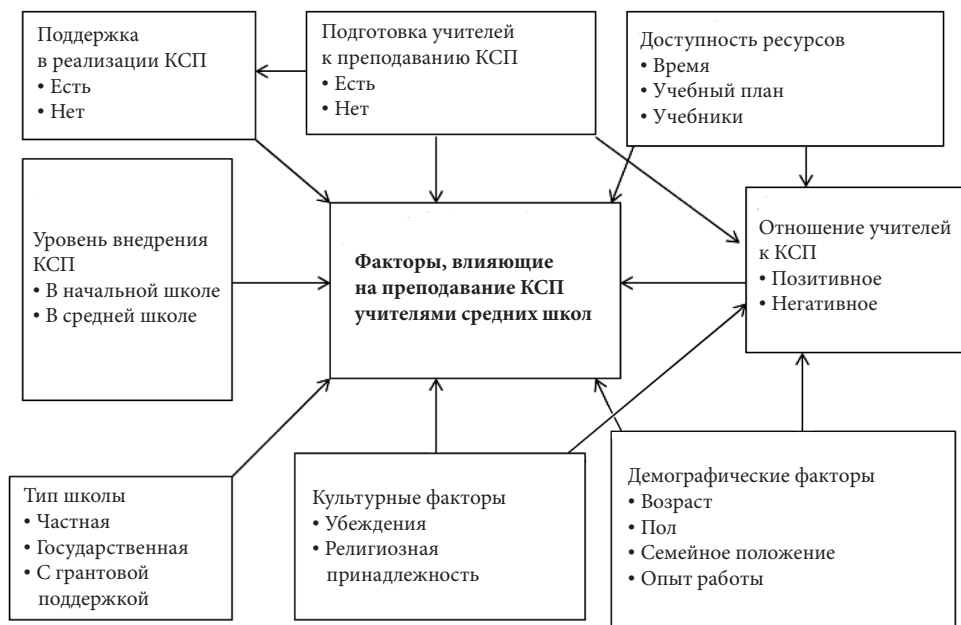 Поддержка
в реализации КСП
• Есть
• Нет
Подготовка учителей
к преподаванию КСП
• Есть
• Нет
Доступность ресурсов
• Время
• Учебный план
• Учебники
Уровень внедрения
КСП
• В начальной школе
• В средней школе
Факторы, влияющие
на преподавание КСП
учителями средних школ
Отношение учителей
к КСП
• Позитивное
• Негативное
Тип школы
• Частная
• Государственная
• С грантовой
поддержкой
Культурные факторы
• Убеждения
• Религиозная
принадлежность
Демографические факторы
• Возраст
• Пол
• Семейное положение
• Опыт работы